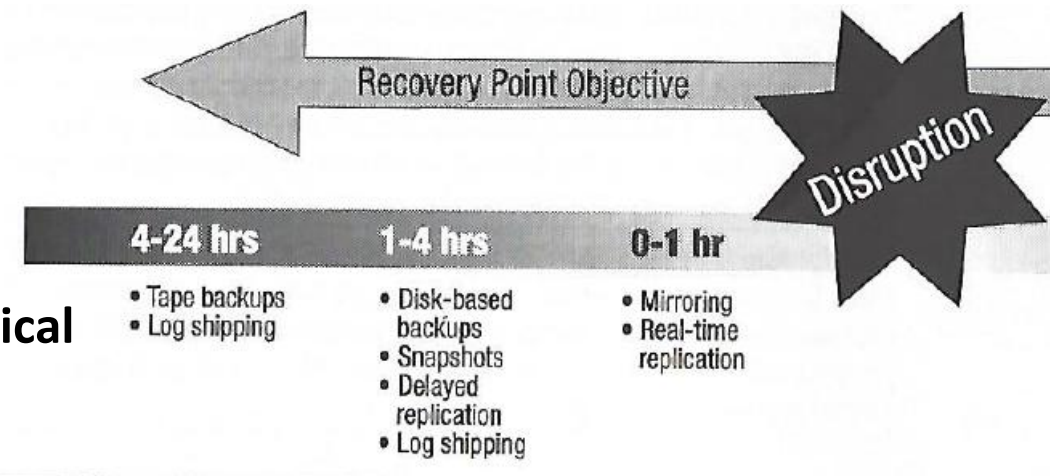 Recovery Point Objective
Disruption
4-24 hrs
1-4 hrs
0-1 hr
• Tape backups
• Log shipping
ical
• Disk-based
backups
• Snapshots
• Delayed
replication
• Log shipping
• Mirroring
• Real-time
replication